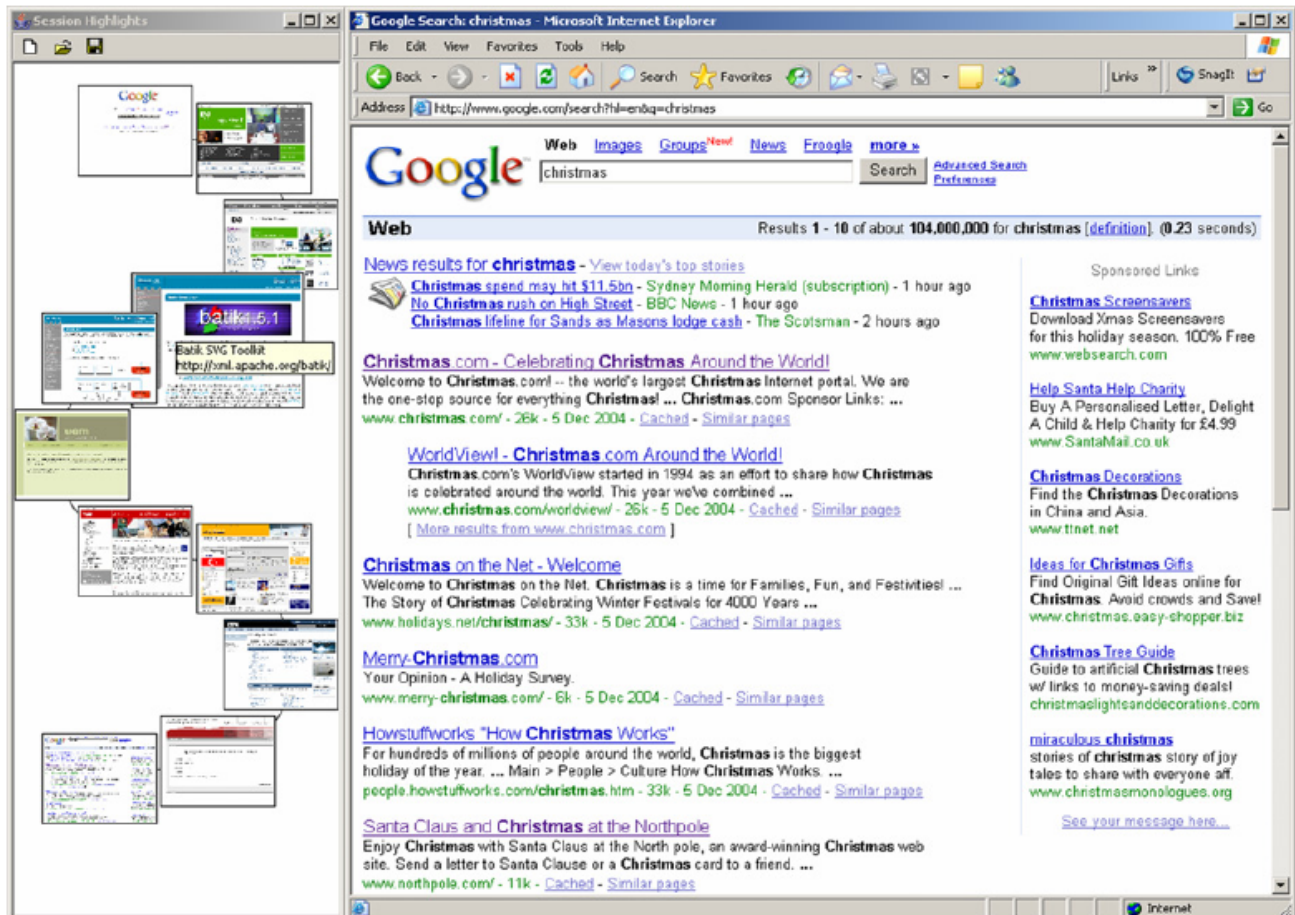 Session Highlights
Google
batik1.5.1
Batik SVG Toolkit
http://xml.apache.org/batik/
Google Search: christmas - Microsoft Internet Explorer
File Edit View Favorites Tools Help
Back Search Favorites Links » SnagIt
Address http://www.google.com/search?hl=en&q=christmas Go
Web Images Groups New! News Froogle more »
Google™ christmas Search Advanced Search
Preferences
Web Results 1 - 10 of about 104,000,000 for christmas [definition]. (0.23 seconds)
News results for christmas - View today's top stories
Christmas spend may hit $11.5bn - Sydney Morning Herald (subscription) - 1 hour ago
No Christmas rush on High Street - BBC News - 1 hour ago
Christmas lifeline for Sands as Masons lodge cash - The Scotsman - 2 hours ago
Christmas.com - Celebrating Christmas Around the World!
Welcome to Christmas.com! -- the world's largest Christmas Internet portal. We are
the one-stop source for everything Christmas! ... Christmas.com Sponsor Links: ...
www.christmas.com/ - 26k - 5 Dec 2004 - Cached - Similar pages
WorldView! - Christmas.com Around the World!
Christmas.com's WorldView started in 1994 as an effort to share how Christmas
is celebrated around the world. This year we've combined ...
www.christmas.com/worldview/ - 26k - 5 Dec 2004 - Cached - Similar pages
[ More results from www.christmas.com ]
Christmas on the Net - Welcome
Welcome to Christmas on the Net. Christmas is a time for Families, Fun, and Festivities! ...
The Story of Christmas Celebrating Winter Festivals for 4000 Years ...
www.holidays.net/christmas/ - 33k - 5 Dec 2004 - Cached - Similar pages
Merry-Christmas.com
Your Opinion - A Holiday Survey.
www.merry-christmas.com/ - 6k - 5 Dec 2004 - Cached - Similar pages
Howstuffworks "How Christmas Works"
For hundreds of millions of people around the world, Christmas is the biggest
holiday of the year. ... Main > People > Culture How Christmas Works. ...
people.howstuffworks.com/christmas.htm - 33k - 5 Dec 2004 - Cached - Similar pages
Santa Claus and Christmas at the Northpole
Enjoy Christmas with Santa Claus at the North pole, an award-winning Christmas web
site. Send a letter to Santa Clause or a Christmas card to a friend. ...
www.northpole.com/ - 11k - Cached - Similar pages
Sponsored Links
Christmas Screensavers
Download Xmas Screensavers
for this holiday season. 100% Free
www.websearch.com
Help Santa Help Charity
Buy A Personalised Letter, Delight
A Child & Help Charity for £4.99
www.SantaMail.co.uk
Christmas Decorations
Find the Christmas Decorations
in China and Asia.
www.ttnet.net
Ideas for Christmas Gifts
Find Original Gift Ideas online for
Christmas. Avoid crowds and Save!
www.christmas.easy-shopper.biz
Christmas Tree Guide
Guide to artificial Christmas trees
w/ links to money-saving deals!
christmaslightsanddecorations.com
miraculous christmas
stories of christmas story of joy
tales to share with everyone aff.
www.christmasmonologues.org
See your message here...
Internet